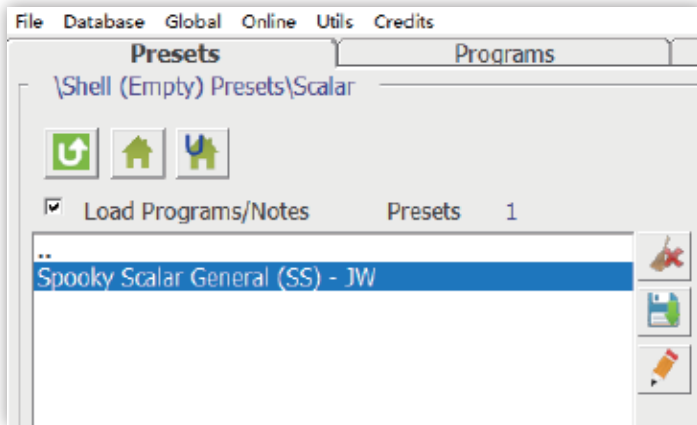 File Database Global Online Utils Credits
Presets Programs
\Shell (Empty) Presets\Scalar
U
Load Programs/Notes Presets 1
..
Spooky Scalar General (SS) - JW